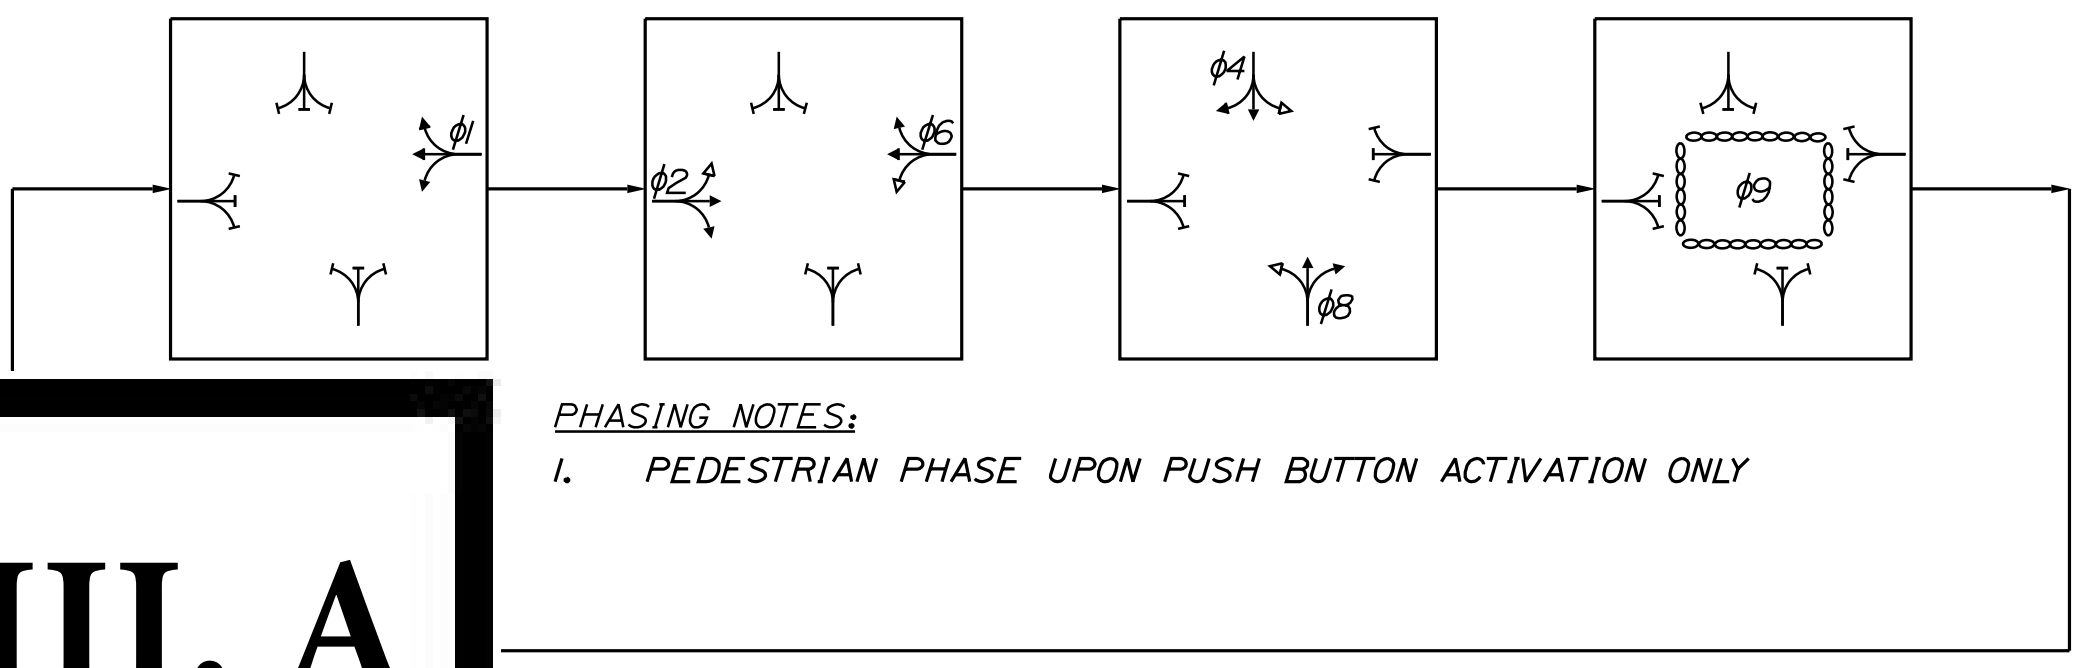 ϕ1
ϕ2 ϕ6
ϕ4
ϕ8
ϕ9
PHASING NOTES:
1. PEDESTRIAN PHASE UPON PUSH BUTTON ACTIVATION ONLY
III. A